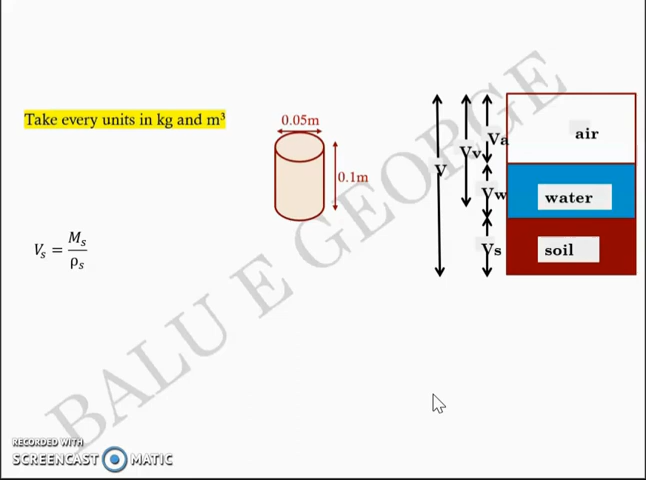 Take every units in kg and m³
0.05m
0.1m
V
Vv
Va
Vw
Vs
air
water
soil
Vₛ = Mₛ / ρₛ
BALU E GEORGE
RECORDED WITH
SCREENCAST MATIC